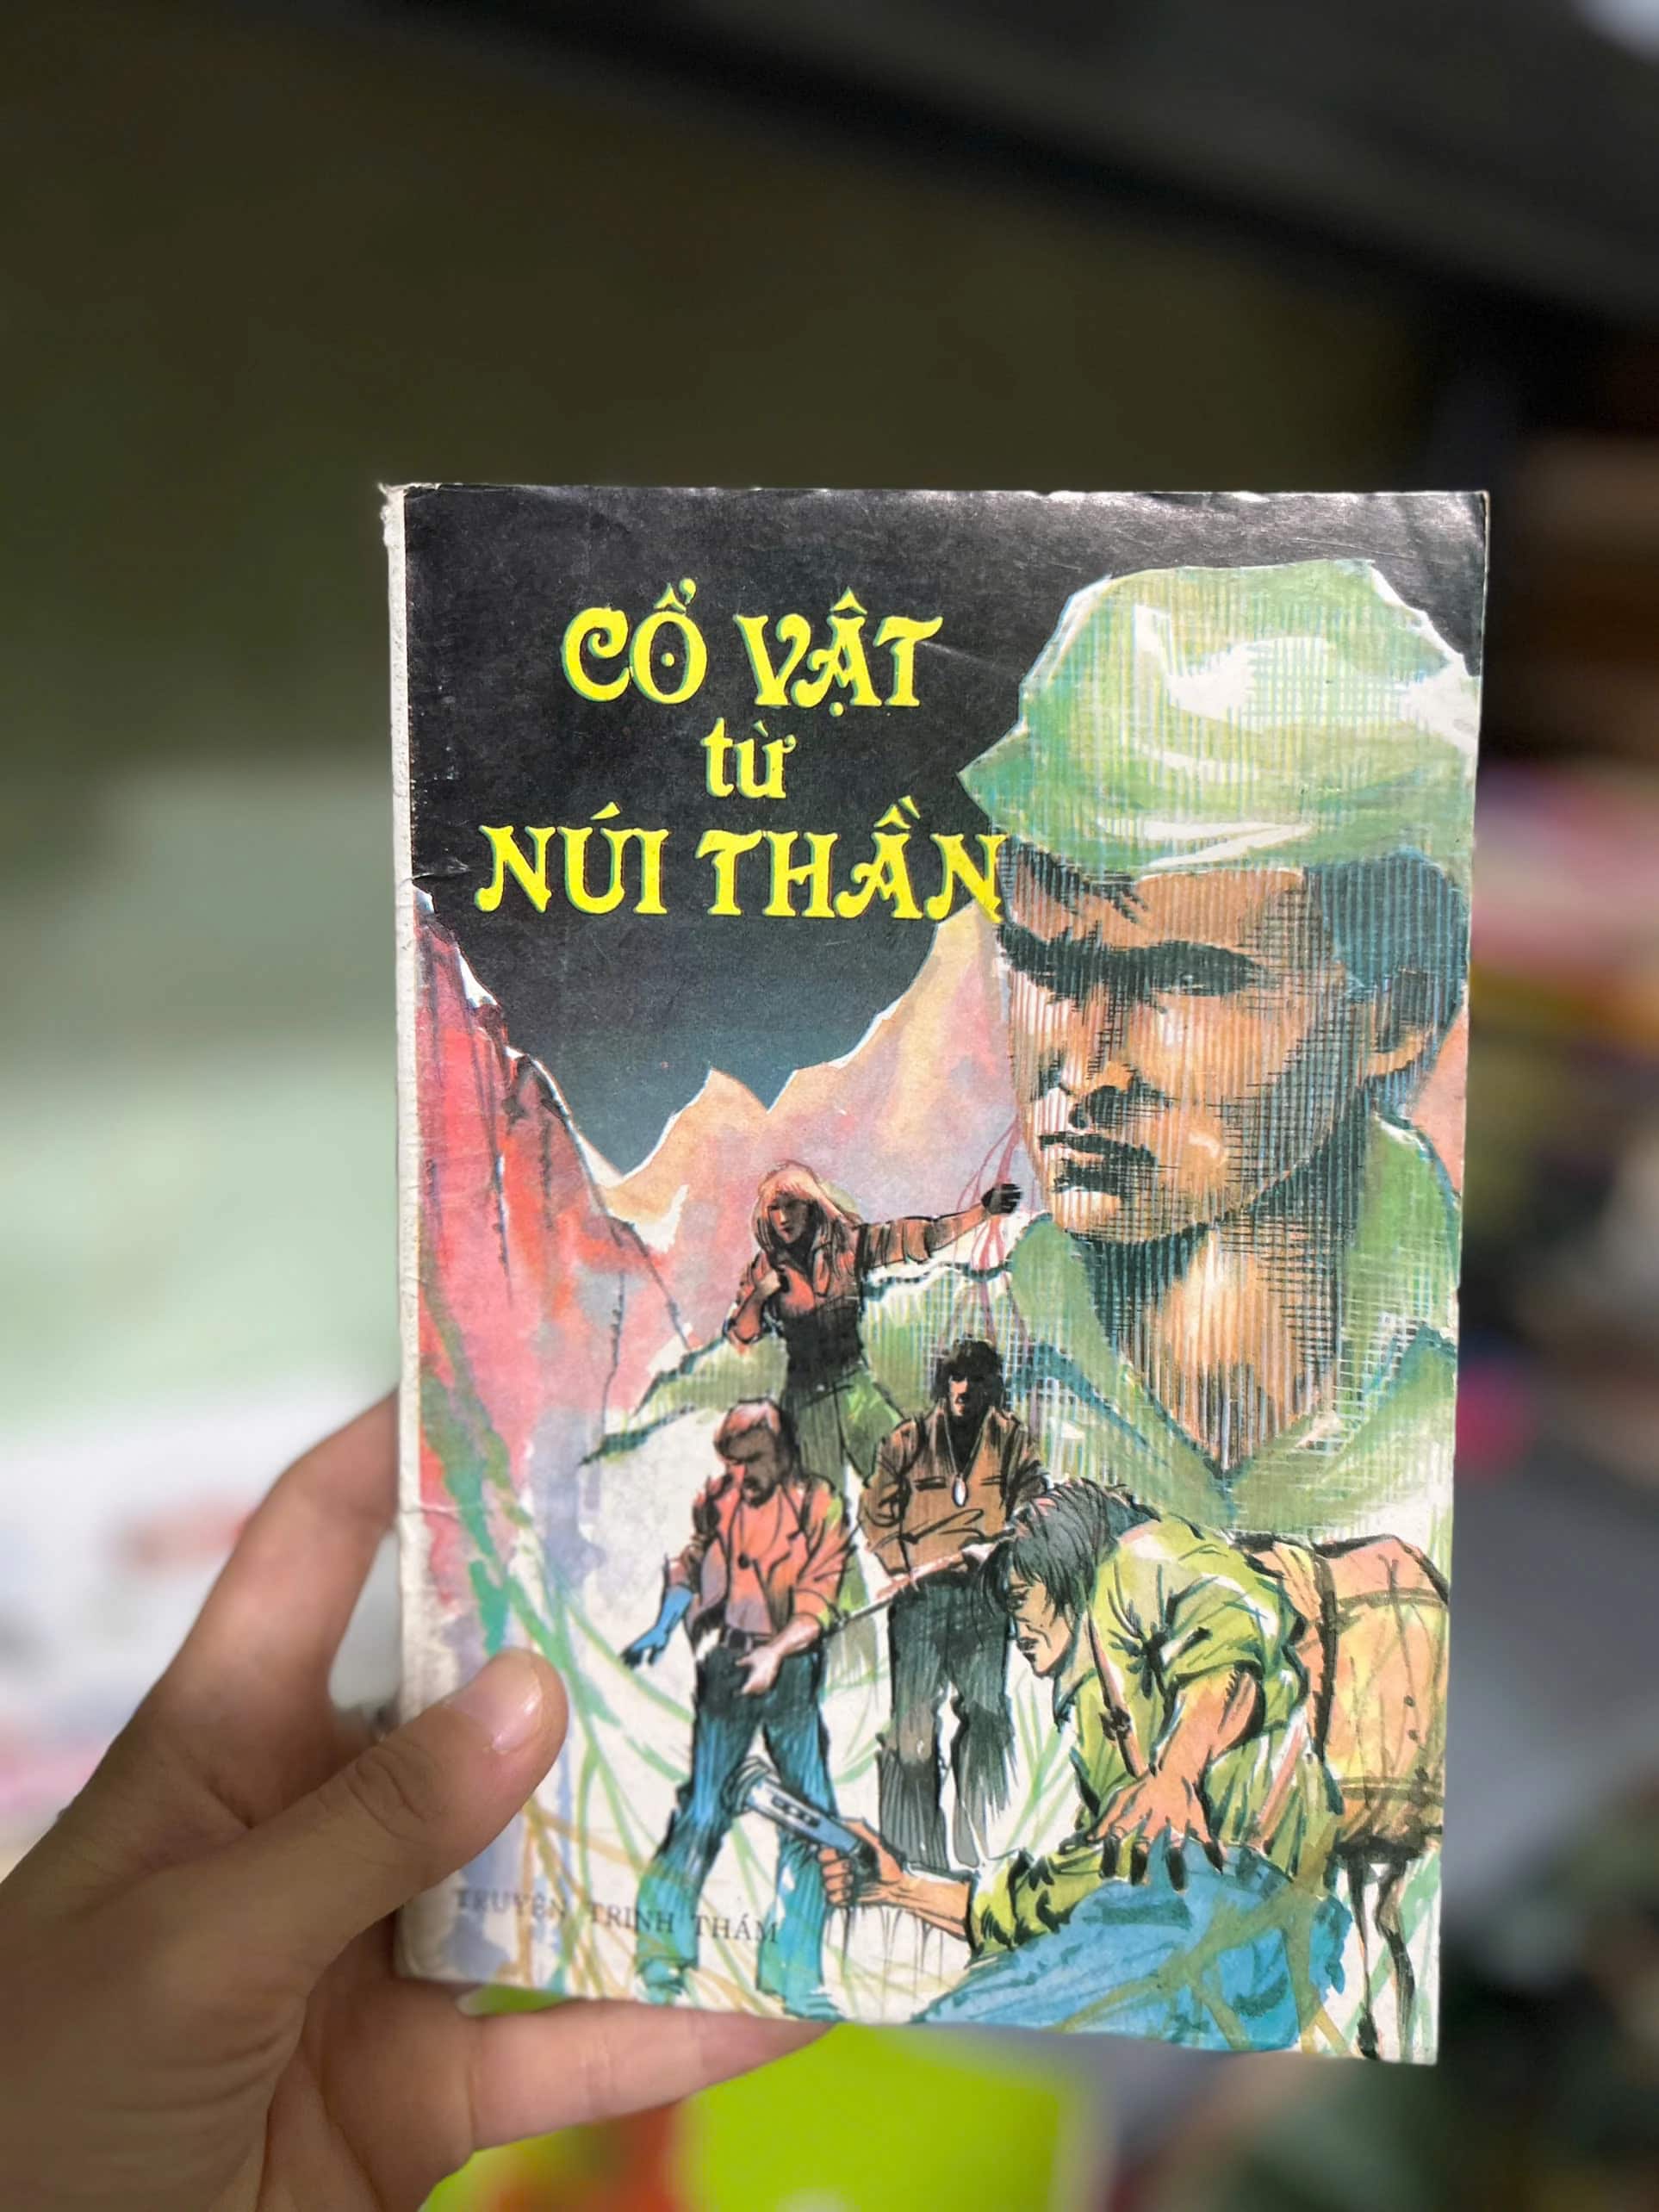 CỔ VẬT
từ
NÚI THẦN
TRUYỆN TRINH THÁM